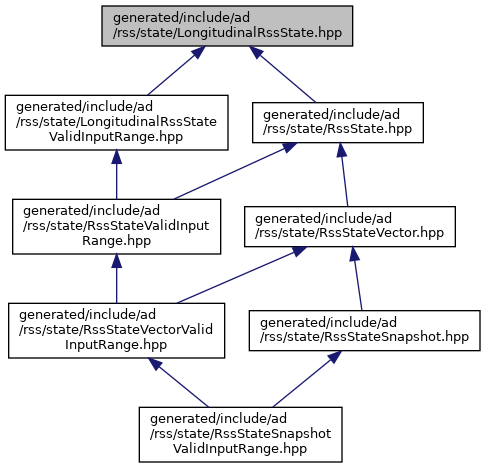 generated/include/ad
/rss/state/LongitudinalRssState.hpp
generated/include/ad
/rss/state/LongitudinalRssState
ValidInputRange.hpp
generated/include/ad
/rss/state/RssState.hpp
generated/include/ad
/rss/state/RssStateValidInput
Range.hpp
generated/include/ad
/rss/state/RssStateVector.hpp
generated/include/ad
/rss/state/RssStateVectorValid
InputRange.hpp
generated/include/ad
/rss/state/RssStateSnapshot.hpp
generated/include/ad
/rss/state/RssStateSnapshot
ValidInputRange.hpp